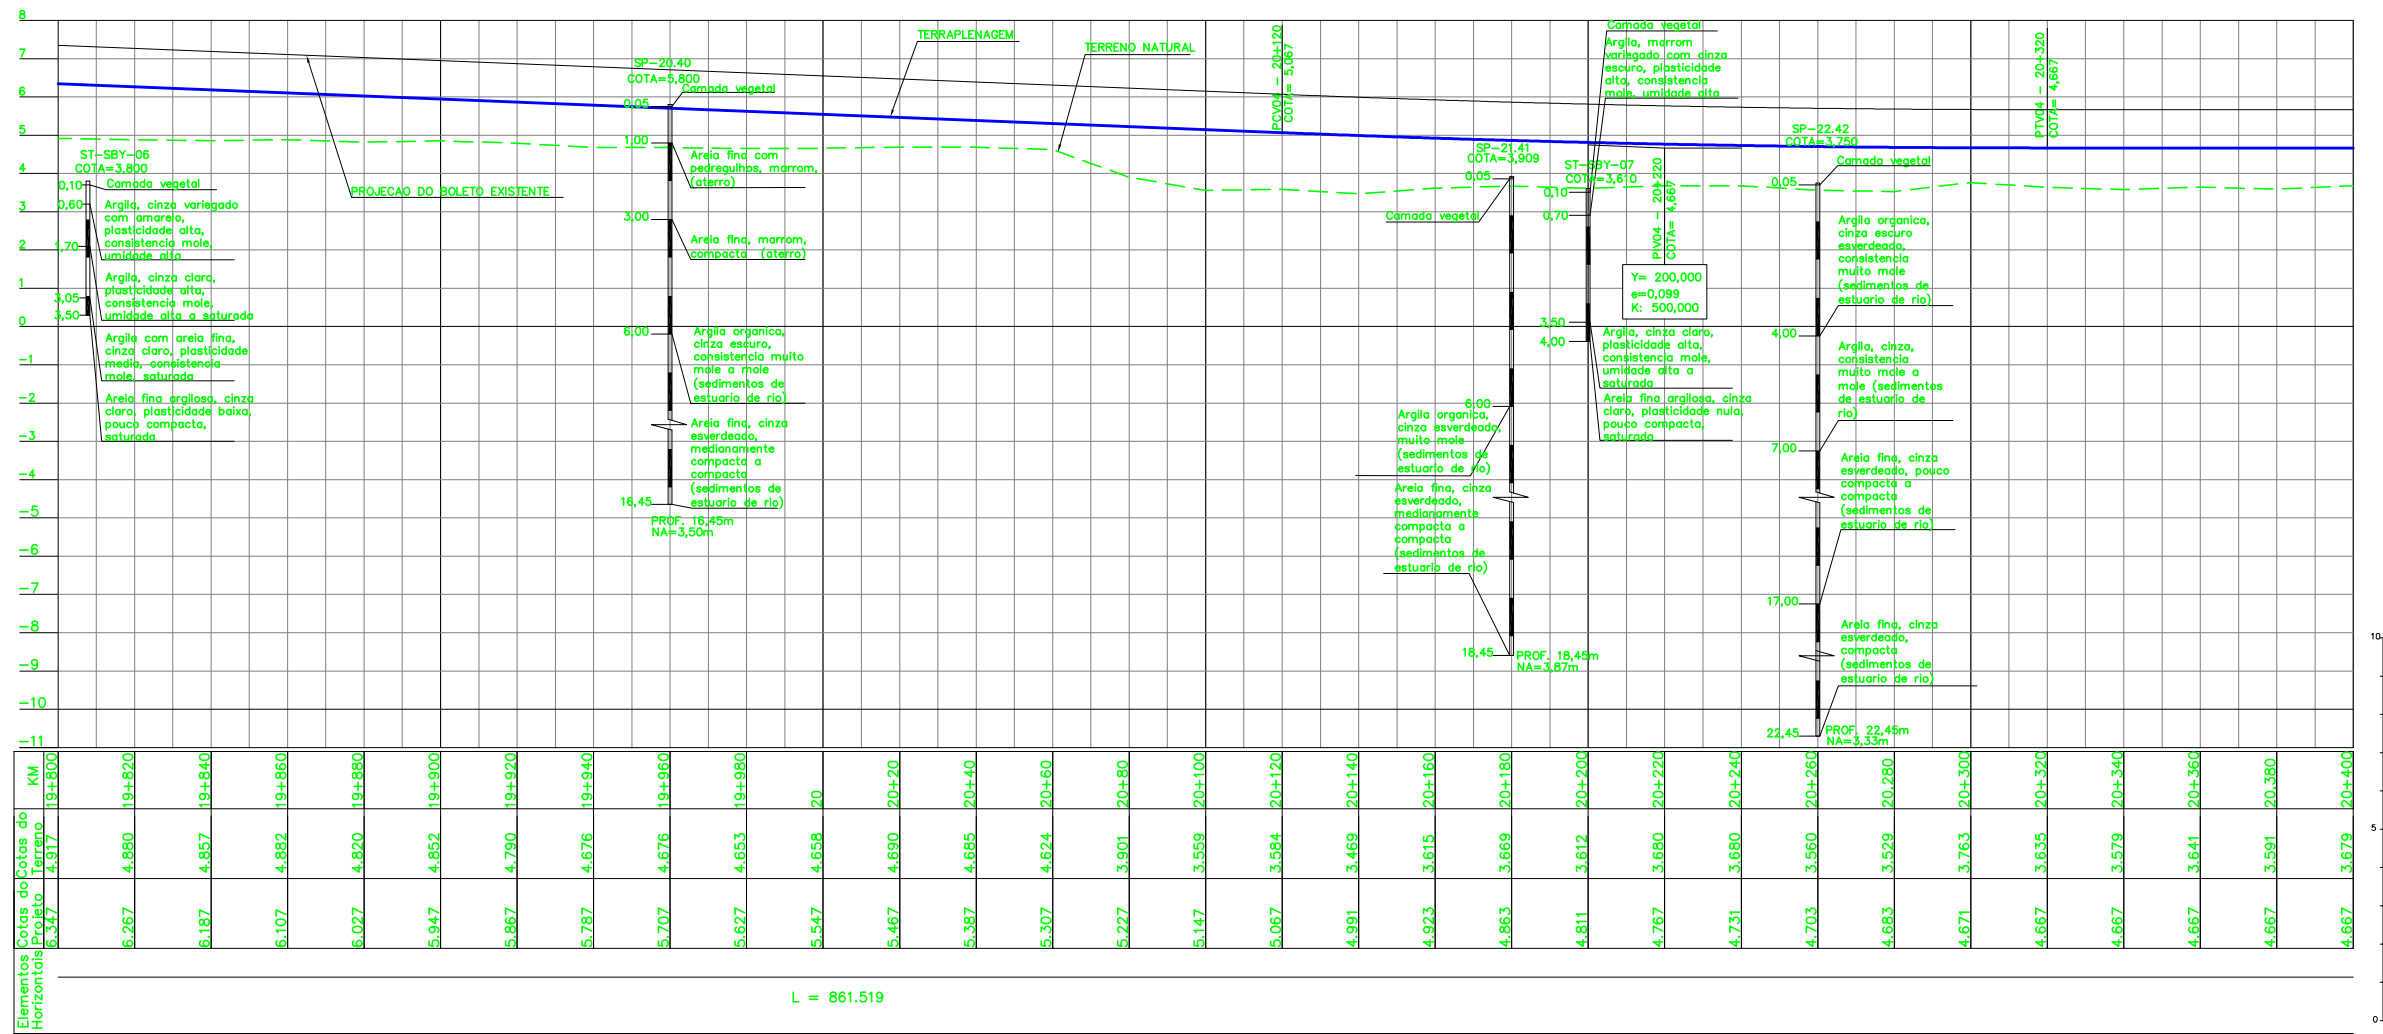 8
7
6
5
4
3
2
1
0
-1
-2
-3
-4
-5
-6
-7
-8
-9
-10
-11
TERRAPLENAGEM
TERRENO NATURAL
PROJECAO DO BOLETO EXISTENTE
ST-SBY-06
COTA=3.800
0,10
0,60
1,70
3,05
3,50
Camada vegetal
Argila, cinza variegado
com amarelo,
plasticidade alta,
consistencia mole,
umidade alta
Argila, cinza claro,
plasticidade alta,
consistencia mole,
umidade alta a saturada
Argila com areia fina,
cinza claro, plasticidade
media, consistencia
mole, saturada
Areia fina argilosa, cinza
claro, plasticidade baixa,
pouco compacta,
saturada
SP-20.40
COTA=5,800
0,05
1,00
3,00
6,00
16,45
Camada vegetal
Areia fina com
pedregulhos, marrom,
(aterro)
Areia fina, marrom,
compacta (aterro)
Argila organica,
cinza escuro,
consistencia muito
mole a mole
(sedimentos de
estuario de rio)
Areia fina, cinza
esverdeado,
medianamente
compacta a
compacta
(sedimentos de
estuario de rio)
PROF. 16,45m
NA=3,50m
PCV04 - 20+120
COTA= 5,067
SP-21.41
COTA=3,909
0,05
6,00
18,45
Camada vegetal
Argila organica,
cinza esverdeado,
muito mole
(sedimentos de
estuario de rio)
Areia fina, cinza
esverdeado,
medianamente
compacta a
compacta
(sedimentos de
estuario de rio)
PROF. 18,45m
NA=3,87m
Camada vegetal
Argila, marrom
variegado com cinza
escuro, plasticidade
alta, consistencia
mole, umidade alta
ST-SBY-07
COTA=3,610
0,10
0,70
3,50
4,00
Argila, cinza claro,
plasticidade alta,
consistencia mole,
umidade alta a
saturada
Areia fina argilosa, cinza
claro, plasticidade nula,
pouco compacta,
saturada
PIV04 - 20+220
COTA= 4,667
Y= 200,000
e=0,099
K: 500,000
SP-22.42
COTA=3,750
0,05
4,00
7,00
17,00
22,45
Camada vegetal
Argila organica,
cinza escuro
esverdeada,
consistencia
muito mole
(sedimentos de
estuario de rio)
Argila, cinza,
consistencia
muito mole a
mole (sedimentos
de estuario de
rio)
Areia fina, cinza
esverdeado, pouco
compacta a
compacta
(sedimentos de
estuario de rio)
Areia fina, cinza
esverdeado,
compacta
(sedimentos de
estuario de rio)
PROF. 22,45m
NA=3,33m
PTV04 - 20+320
COTA= 4,667
10
5
0
KM
19+800 19+820 19+840 19+860 19+880 19+900 19+920 19+940 19+960 19+980 20 20+20 20+40 20+60 20+80 20+100 20+120 20+140 20+160 20+180 20+200 20+220 20+240 20+260 20,280 20+300 20+320 20+340 20+360 20,380 20+400
Cotas do
Terreno
4.917 4.880 4.857 4.882 4.820 4.852 4.790 4.676 4.676 4.653 4.658 4.690 4.685 4.624 3.901 3.559 3.584 3.469 3.615 3.669 3.612 3.680 3.680 3.560 3.529 3.763 3.635 3.579 3.641 3.591 3.679
Cotas do
Projeto
6.347 6.267 6.187 6.107 6.027 5.947 5.867 5.787 5.707 5.627 5.547 5.467 5.387 5.307 5.227 5.147 5.067 4.991 4.923 4.863 4.811 4.767 4.731 4.703 4.683 4.671 4.667 4.667 4.667 4.667 4.667
Elementos
Horizontais
L = 861.519